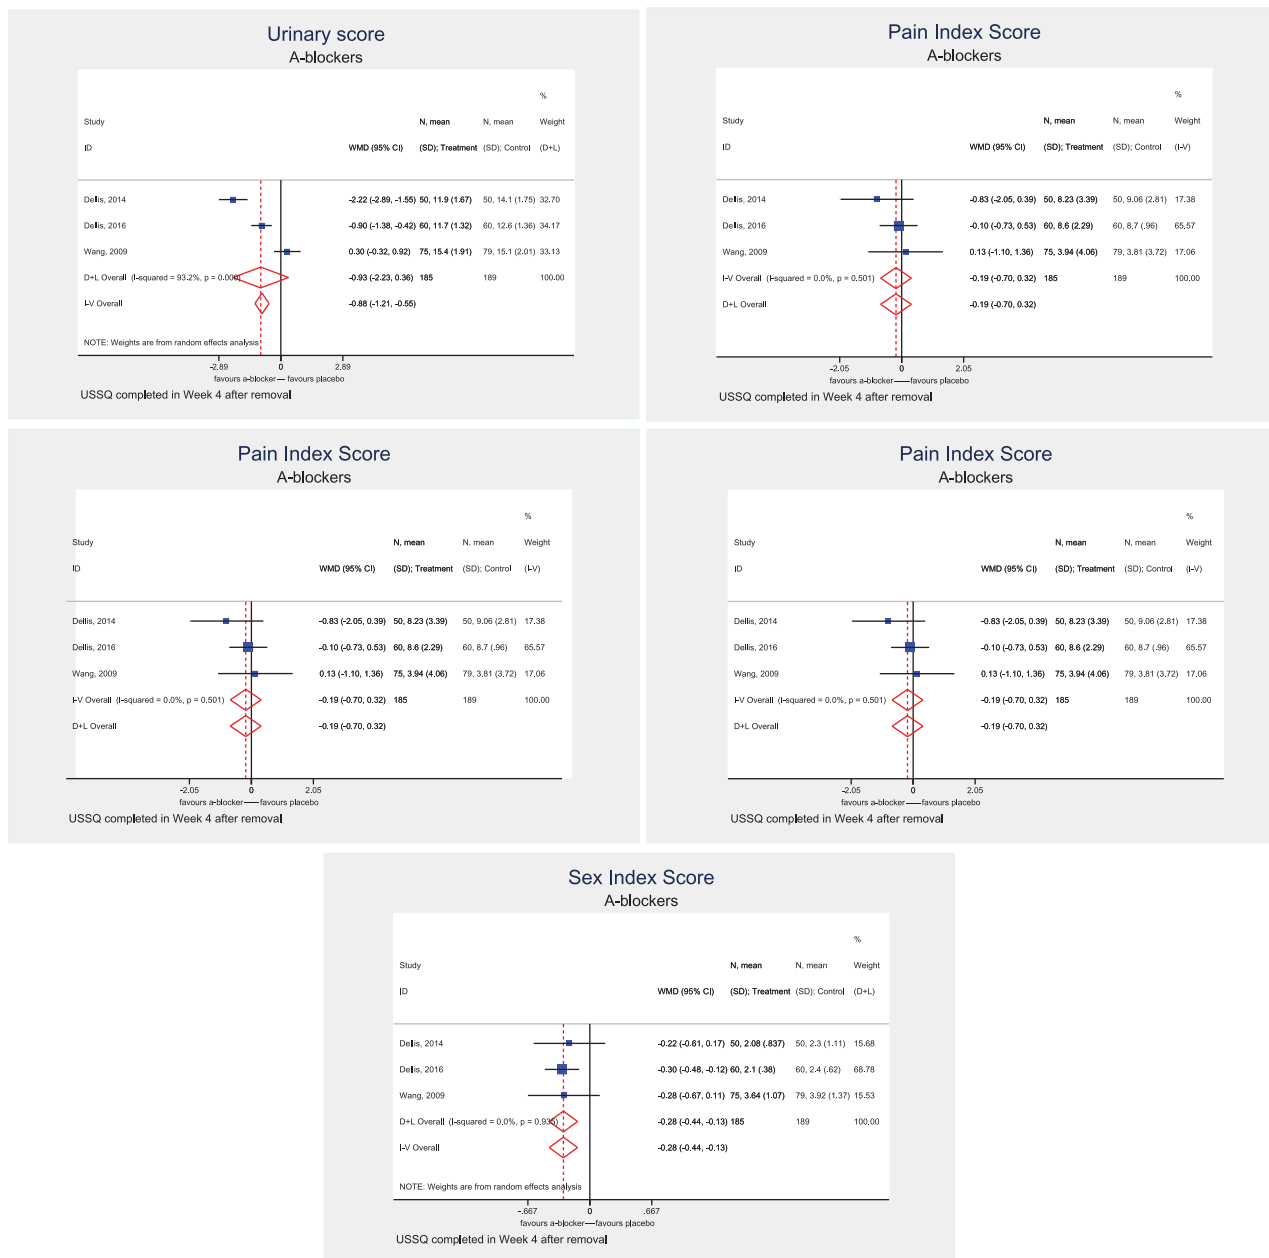 Urinary score
A-blockers
%
Study N, mean N, mean Weight
ID WMD (95% CI) (SD); Treatment (SD); Control (D+L)
Dellis, 2014 -2.22 (-2.89, -1.55) 50, 11.9 (1.67) 50, 14.1 (1.75) 32.70
Dellis, 2016 -0.90 (-1.38, -0.42) 60, 11.7 (1.32) 60, 12.6 (1.36) 34.17
Wang, 2009 0.30 (-0.32, 0.92) 75, 15.4 (1.91) 79, 15.1 (2.01) 33.13
D+L Overall (I-squared = 93.2%, p = 0.000) -0.93 (-2.23, 0.36) 185 189 100.00
I-V Overall -0.88 (-1.21, -0.55)
NOTE: Weights are from random effects analysis
-2.89 0 2.89
favours a-blocker — favours placebo
USSQ completed in Week 4 after removal
Pain Index Score
A-blockers
%
Study N, mean N, mean Weight
ID WMD (95% CI) (SD); Treatment (SD); Control (I-V)
Dellis, 2014 -0.83 (-2.05, 0.39) 50, 8.23 (3.39) 50, 9.06 (2.81) 17.38
Dellis, 2016 -0.10 (-0.73, 0.53) 60, 8.6 (2.29) 60, 8.7 (.96) 65.57
Wang, 2009 0.13 (-1.10, 1.36) 75, 3.94 (4.06) 79, 3.81 (3.72) 17.06
I-V Overall (I-squared = 0.0%, p = 0.501) -0.19 (-0.70, 0.32) 185 189 100.00
D+L Overall -0.19 (-0.70, 0.32)
-2.05 0 2.05
favours a-blocker — favours placebo
USSQ completed in Week 4 after removal
Pain Index Score
A-blockers
%
Study N, mean N, mean Weight
ID WMD (95% CI) (SD); Treatment (SD); Control (I-V)
Dellis, 2014 -0.83 (-2.05, 0.39) 50, 8.23 (3.39) 50, 9.06 (2.81) 17.38
Dellis, 2016 -0.10 (-0.73, 0.53) 60, 8.6 (2.29) 60, 8.7 (.96) 65.57
Wang, 2009 0.13 (-1.10, 1.36) 75, 3.94 (4.06) 79, 3.81 (3.72) 17.06
I-V Overall (I-squared = 0.0%, p = 0.501) -0.19 (-0.70, 0.32) 185 189 100.00
D+L Overall -0.19 (-0.70, 0.32)
-2.05 0 2.05
favours a-blocker — favours placebo
USSQ completed in Week 4 after removal
Pain Index Score
A-blockers
%
Study N, mean N, mean Weight
ID WMD (95% CI) (SD); Treatment (SD); Control (I-V)
Dellis, 2014 -0.83 (-2.05, 0.39) 50, 8.23 (3.39) 50, 9.06 (2.81) 17.38
Dellis, 2016 -0.10 (-0.73, 0.53) 60, 8.6 (2.29) 60, 8.7 (.96) 65.57
Wang, 2009 0.13 (-1.10, 1.36) 75, 3.94 (4.06) 79, 3.81 (3.72) 17.06
I-V Overall (I-squared = 0.0%, p = 0.501) -0.19 (-0.70, 0.32) 185 189 100.00
D+L Overall -0.19 (-0.70, 0.32)
-2.05 0 2.05
favours a-blocker — favours placebo
USSQ completed in Week 4 after removal
Sex Index Score
A-blockers
%
Study N, mean N, mean Weight
ID WMD (95% CI) (SD); Treatment (SD); Control (D+L)
Dellis, 2014 -0.22 (-0.61, 0.17) 50, 2.08 (.837) 50, 2.3 (1.11) 15.68
Dellis, 2016 -0.30 (-0.48, -0.12) 60, 2.1 (.38) 60, 2.4 (.62) 68.78
Wang, 2009 -0.28 (-0.67, 0.11) 75, 3.64 (1.07) 79, 3.92 (1.37) 15.53
D+L Overall (I-squared = 0.0%, p = 0.935) -0.28 (-0.44, -0.13) 185 189 100.00
I-V Overall -0.28 (-0.44, -0.13)
NOTE: Weights are from random effects analysis
-.667 0 .667
favours a-blocker — favours placebo
USSQ completed in Week 4 after removal